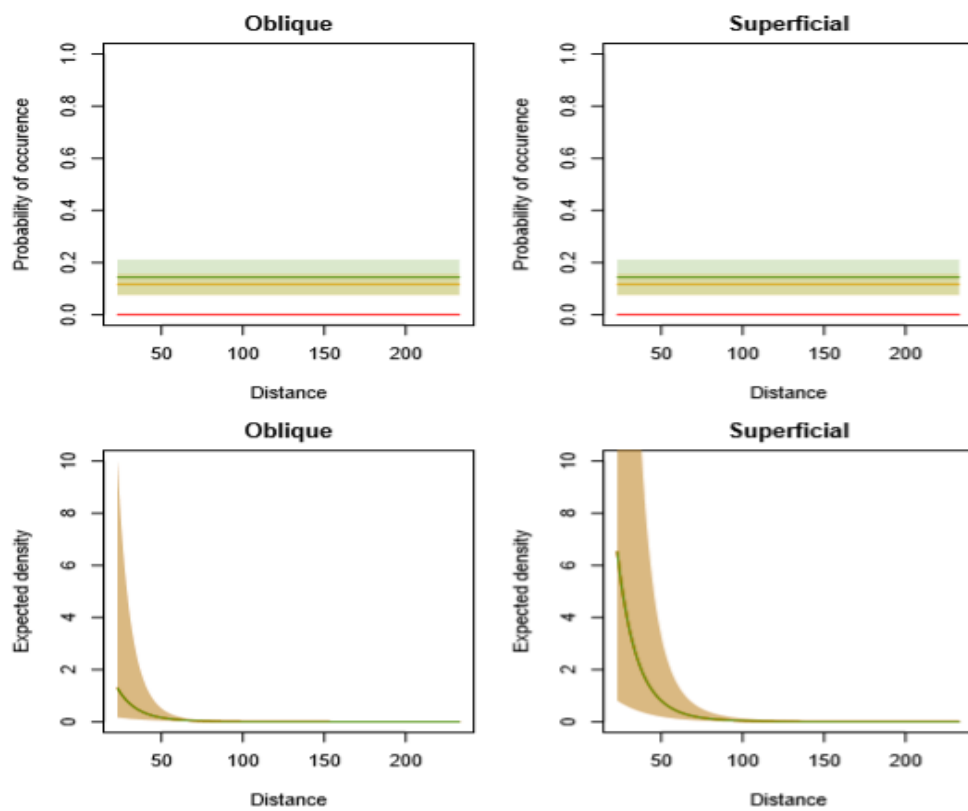 Oblique
Superficial
Probability of occurence
0.0 0.2 0.4 0.6 0.8 1.0
50 100 150 200
Distance
Probability of occurence
0.0 0.2 0.4 0.6 0.8 1.0
50 100 150 200
Distance
Oblique
Superficial
Expected density
0 2 4 6 8 10
50 100 150 200
Distance
Expected density
0 2 4 6 8 10
50 100 150 200
Distance